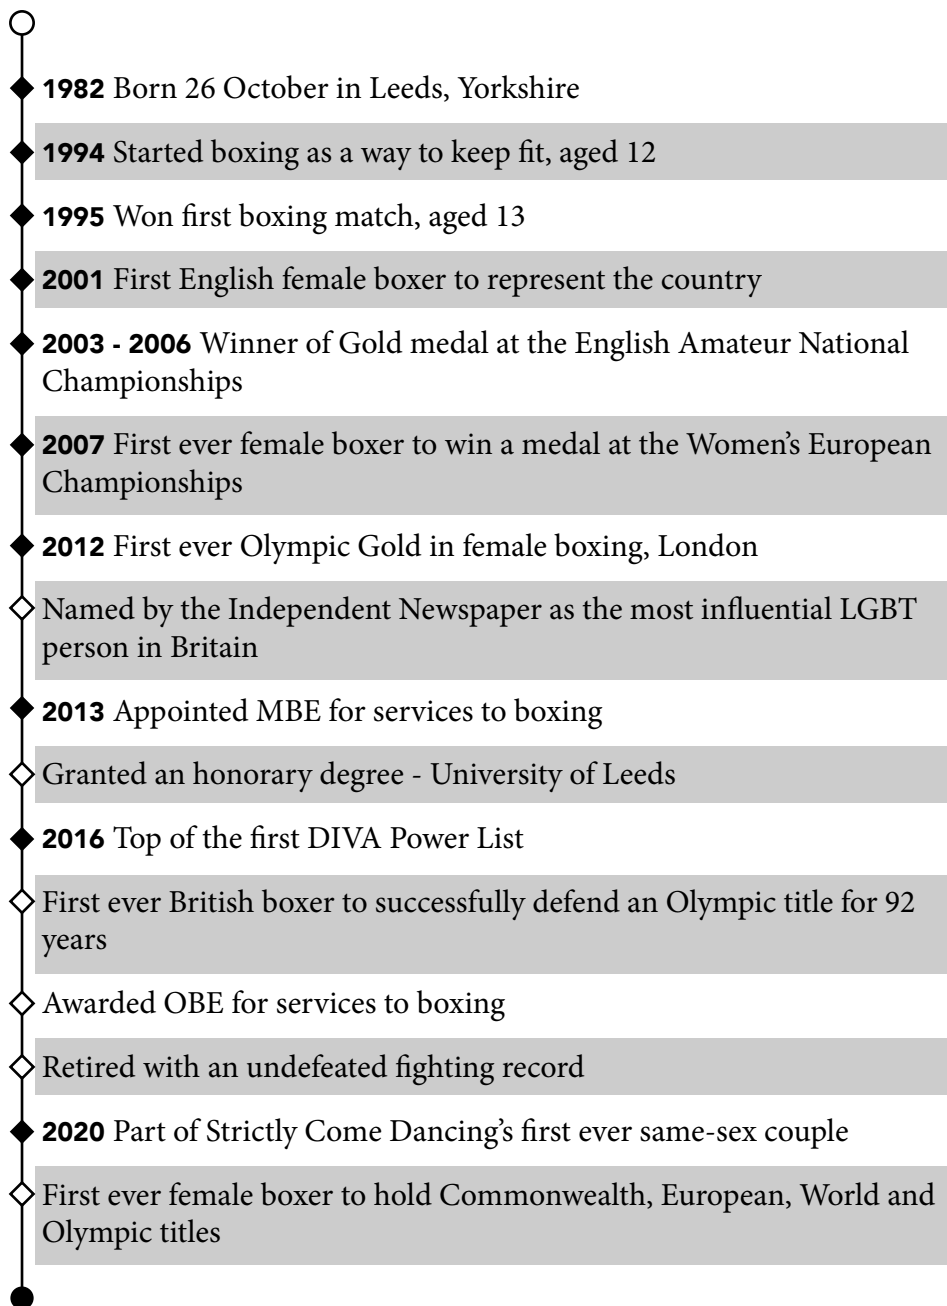 1982 Born 26 October in Leeds, Yorkshire
1994 Started boxing as a way to keep fit, aged 12
1995 Won first boxing match, aged 13
2001 First English female boxer to represent the country
2003 - 2006 Winner of Gold medal at the English Amateur National
Championships
2007 First ever female boxer to win a medal at the Women's European
Championships
2012 First ever Olympic Gold in female boxing, London
Named by the Independent Newspaper as the most influential LGBT
person in Britain
2013 Appointed MBE for services to boxing
Granted an honorary degree - University of Leeds
2016 Top of the first DIVA Power List
First ever British boxer to successfully defend an Olympic title for 92
years
Awarded OBE for services to boxing
Retired with an undefeated fighting record
2020 Part of Strictly Come Dancing's first ever same-sex couple
First ever female boxer to hold Commonwealth, European, World and
Olympic titles